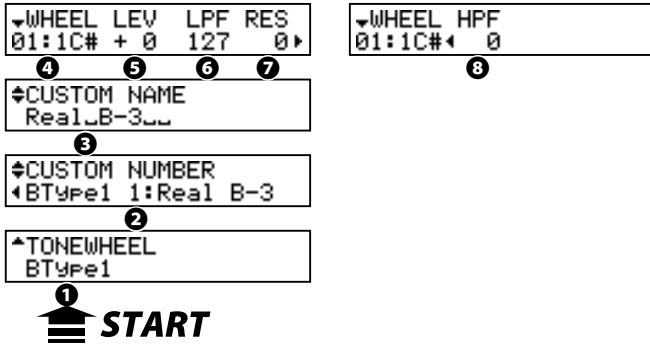 WHEEL LEV LPF RES
01:1C# + 0 127 0
4 5 6 7
WHEEL HPF
01:1C# 0
8
CUSTOM NAME
Real␣B-3␣␣
3
CUSTOM NUMBER
BType1 1:Real B-3
2
TONEWHEEL
BType1
1
START